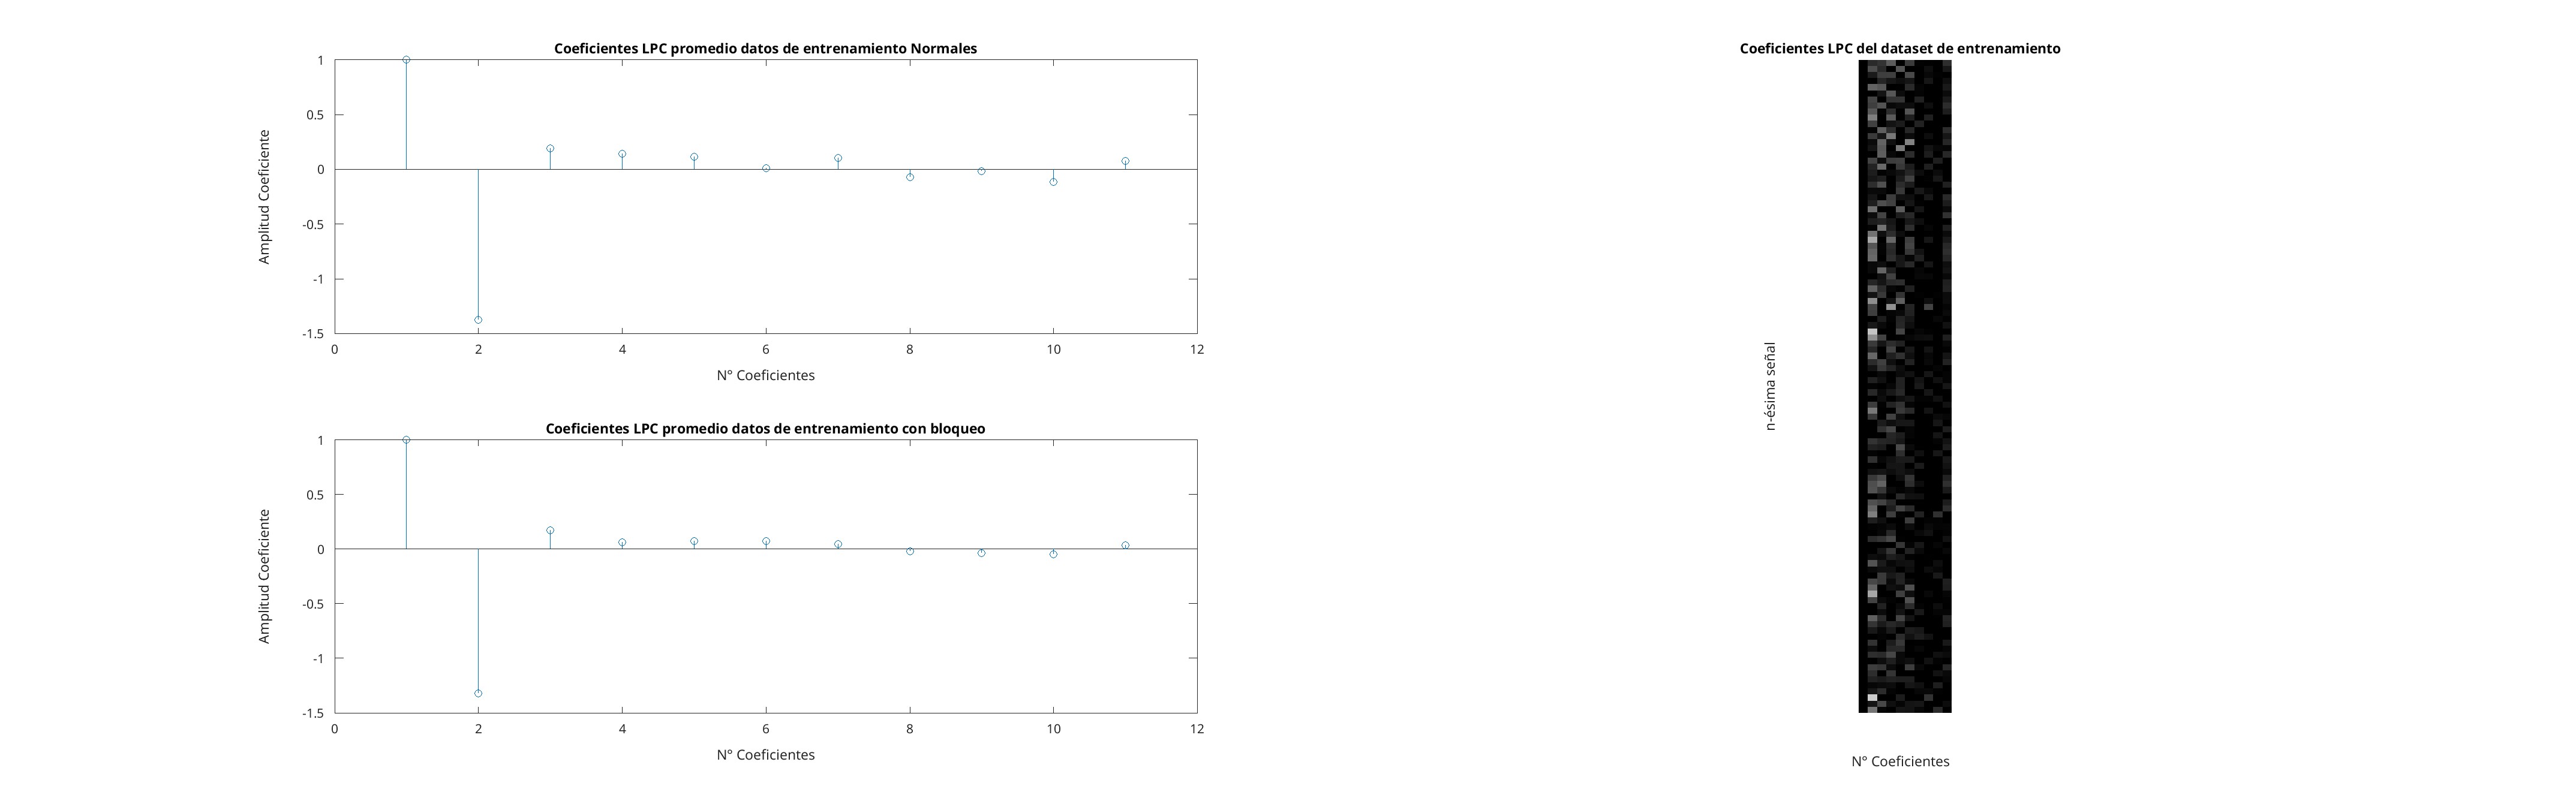 Coeficientes LPC promedio datos de entrenamiento Normales
1
0.5
0
-0.5
-1
-1.5
Amplitud Coeficiente
0 2 4 6 8 10 12
N° Coeficientes
Coeficientes LPC promedio datos de entrenamiento con bloqueo
1
0.5
0
-0.5
-1
-1.5
Amplitud Coeficiente
0 2 4 6 8 10 12
N° Coeficientes
Coeficientes LPC del dataset de entrenamiento
n-ésima señal
N° Coeficientes